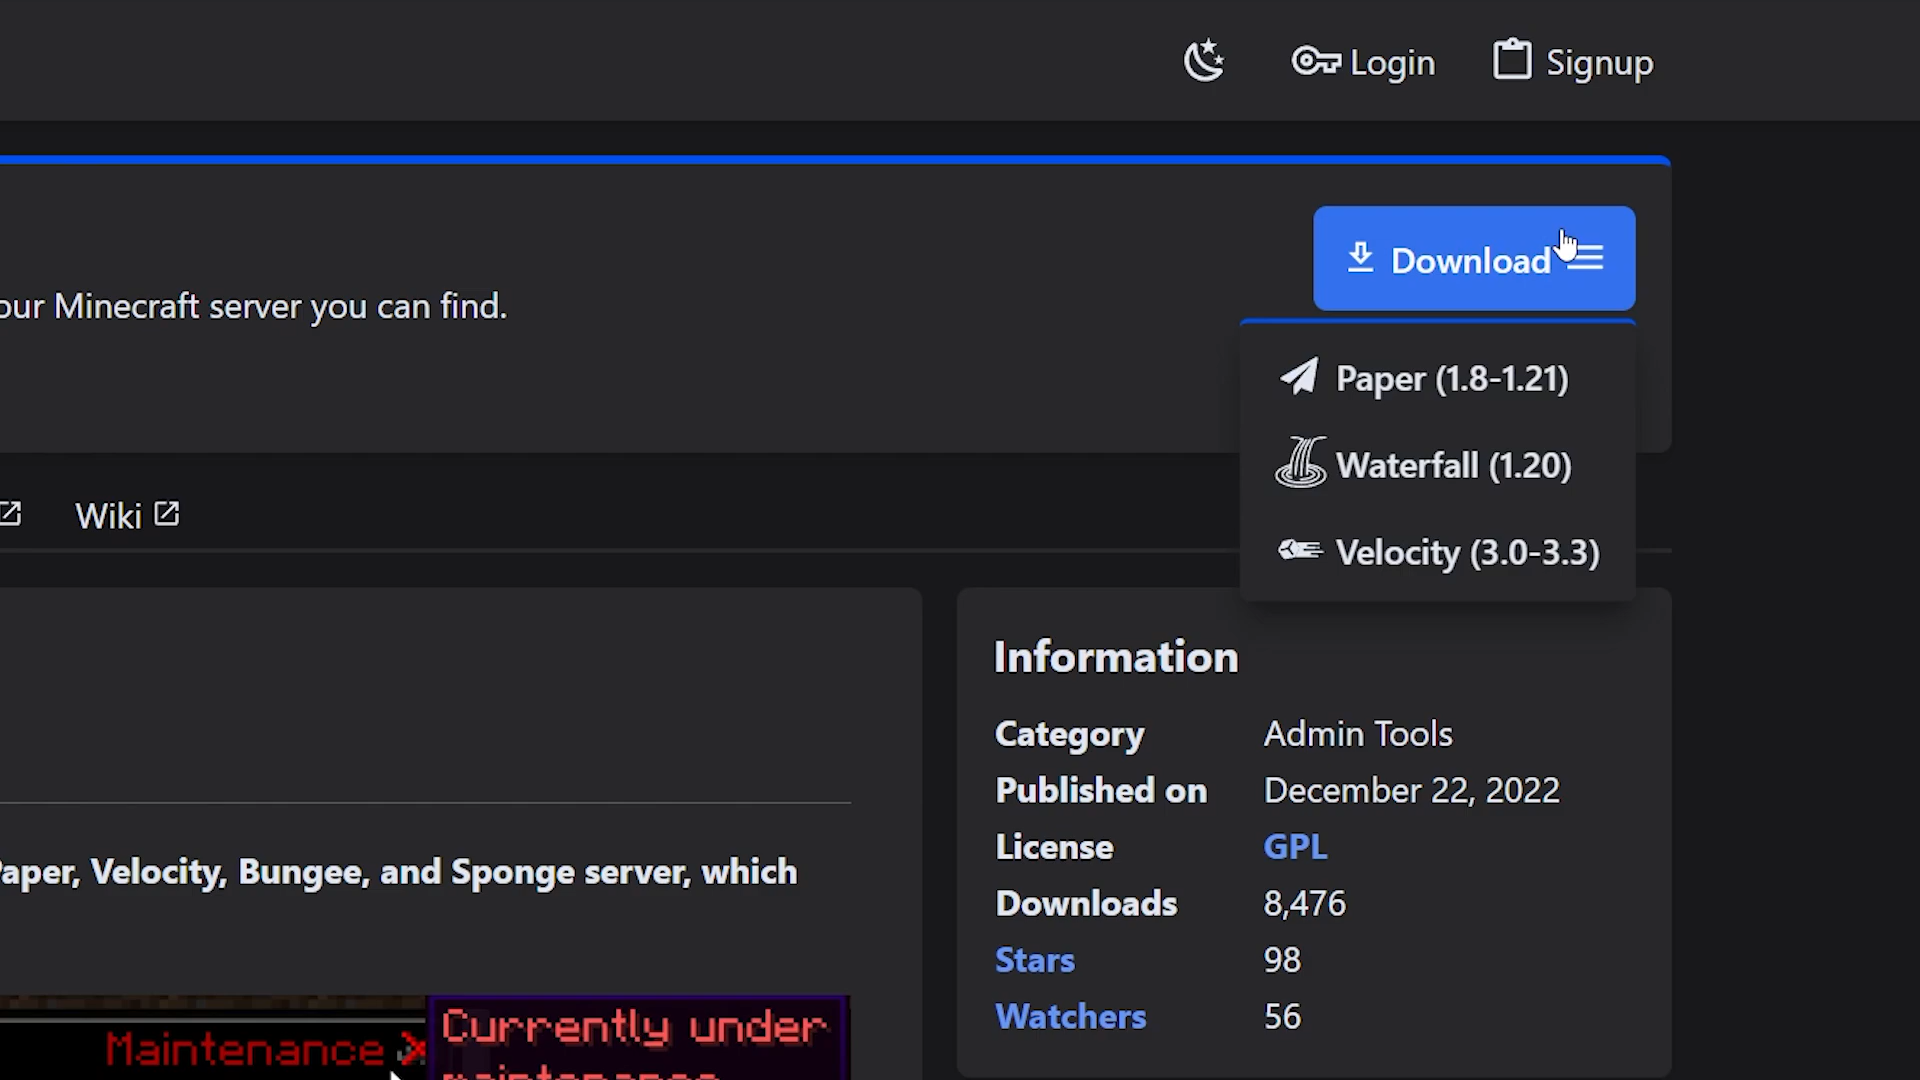 Login
Signup
Download
our Minecraft server you can find.
Paper (1.8-1.21)
Waterfall (1.20)
Velocity (3.0-3.3)
Wiki
Information
Category Admin Tools
Published on December 22, 2022
License GPL
Downloads 8,476
Stars 98
Watchers 56
Paper, Velocity, Bungee, and Sponge server, which
Maintenance
Currently under
maintenance